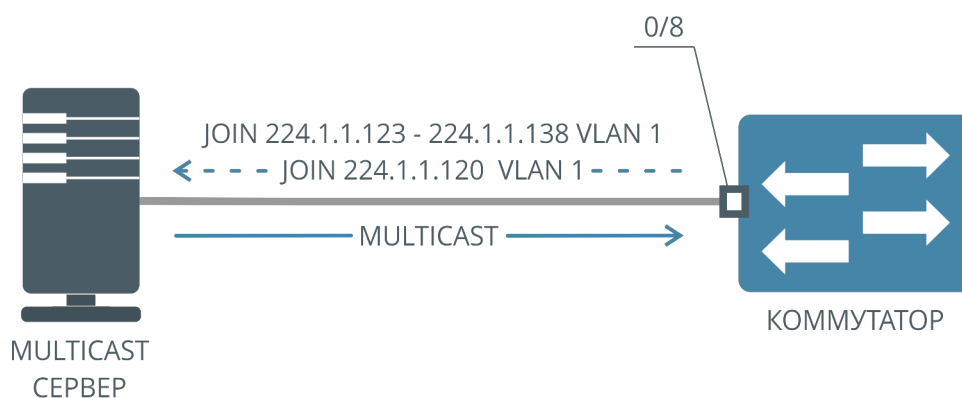 0/8
JOIN 224.1.1.123 - 224.1.1.138 VLAN 1
JOIN 224.1.1.120 VLAN 1
MULTICAST
КОММУТАТОР
MULTICAST
СЕРВЕР